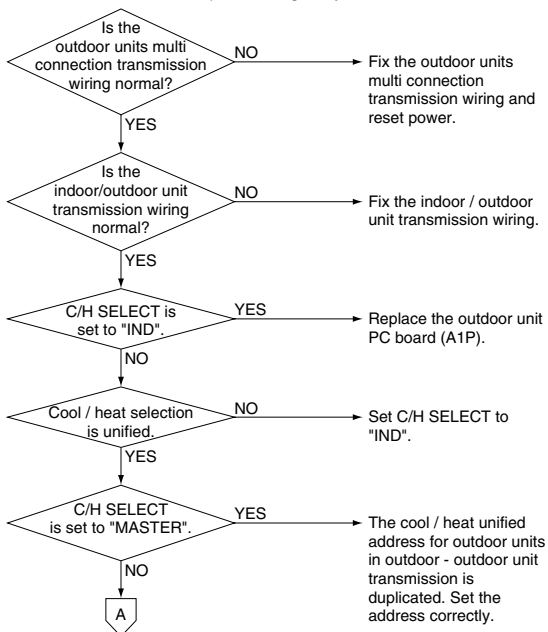 Is the
outdoor units multi
connection transmission
wiring normal?
NO
Fix the outdoor units
multi connection
transmission wiring and
reset power.
YES
Is the
indoor/outdoor unit
transmission wiring
normal?
NO
Fix the indoor / outdoor
unit transmission wiring.
YES
C/H SELECT is
set to "IND".
YES
Replace the outdoor unit
PC board (A1P).
NO
Cool / heat selection
is unified.
NO
Set C/H SELECT to
"IND".
YES
C/H SELECT
is set to "MASTER".
YES
The cool / heat unified
address for outdoor units
in outdoor - outdoor unit
transmission is
duplicated. Set the
address correctly.
NO
A